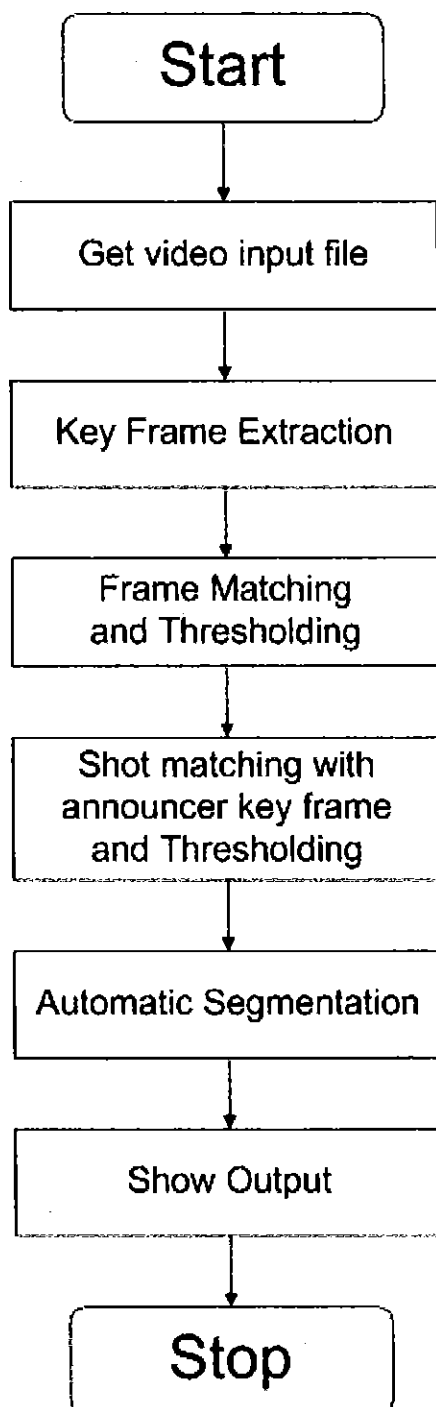 Start
Get video input file
Key Frame Extraction
Frame Matching
and Thresholding
Shot matching with
announcer key frame
and Thresholding
Automatic Segmentation
Show Output
Stop